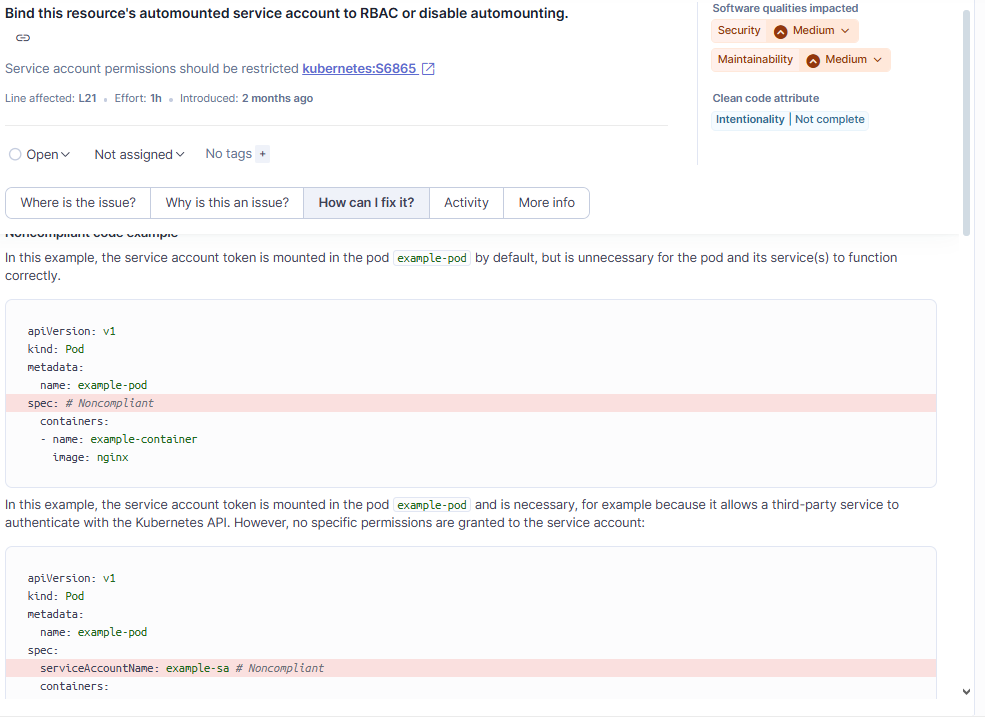 Bind this resource's automounted service account to RBAC or disable automounting.
Service account permissions should be restricted kubernetes:S6865
Line affected: L21 • Effort: 1h • Introduced: 2 months ago
Software qualities impacted
Security Medium
Maintainability Medium
Clean code attribute
Intentionality | Not complete
Open Not assigned No tags +
Where is the issue? Why is this an issue? How can I fix it? Activity More info
Noncompliant code example
In this example, the service account token is mounted in the pod example-pod by default, but is unnecessary for the pod and its service(s) to function
correctly.
apiVersion: v1
kind: Pod
metadata:
  name: example-pod
spec: # Noncompliant
  containers:
  - name: example-container
    image: nginx
In this example, the service account token is mounted in the pod example-pod and is necessary, for example because it allows a third-party service to
authenticate with the Kubernetes API. However, no specific permissions are granted to the service account:
apiVersion: v1
kind: Pod
metadata:
  name: example-pod
spec:
  serviceAccountName: example-sa # Noncompliant
  containers: